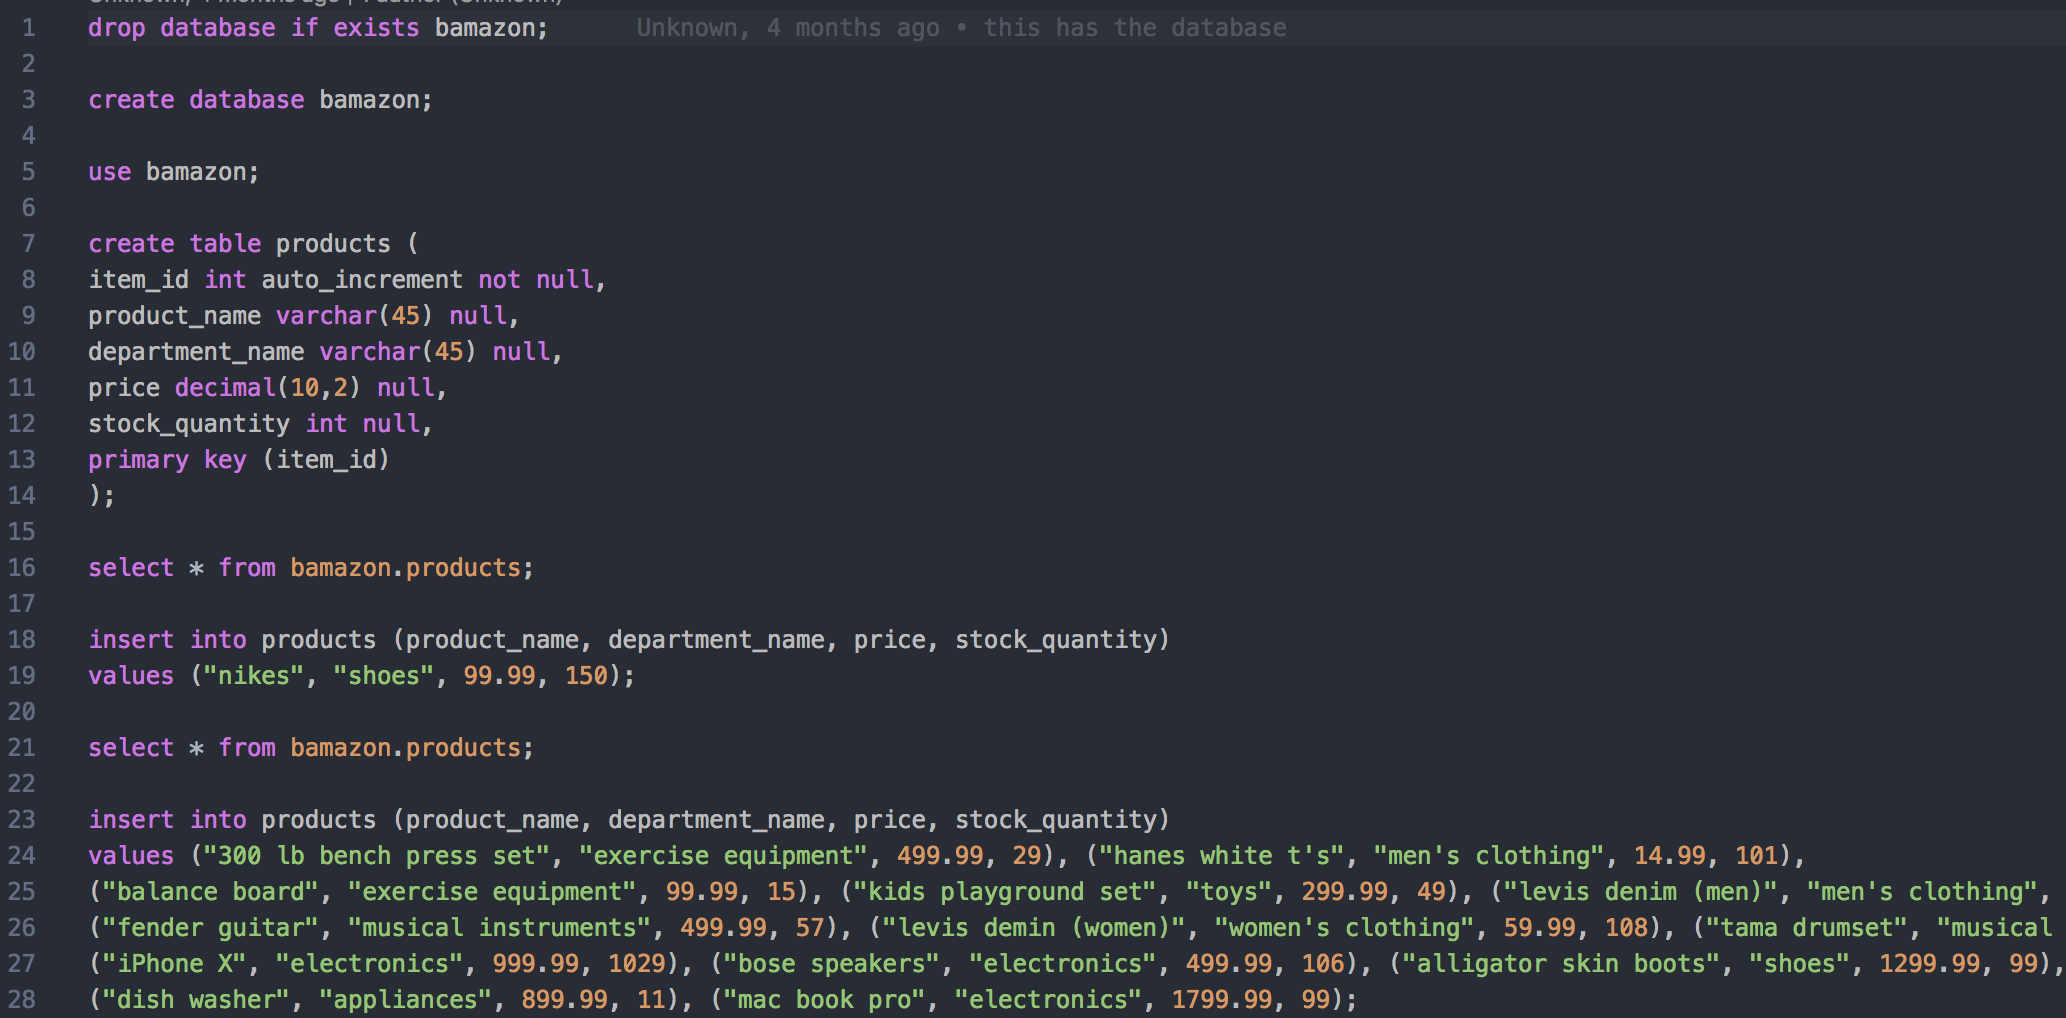 1 drop database if exists bamazon; Unknown, 4 months ago • this has the database
2
3 create database bamazon;
4
5 use bamazon;
6
7 create table products (
8 item_id int auto_increment not null,
9 product_name varchar(45) null,
10 department_name varchar(45) null,
11 price decimal(10,2) null,
12 stock_quantity int null,
13 primary key (item_id)
14 );
15
16 select * from bamazon.products;
17
18 insert into products (product_name, department_name, price, stock_quantity)
19 values ("nikes", "shoes", 99.99, 150);
20
21 select * from bamazon.products;
22
23 insert into products (product_name, department_name, price, stock_quantity)
24 values ("300 lb bench press set", "exercise equipment", 499.99, 29), ("hanes white t's", "men's clothing", 14.99, 101),
25 ("balance board", "exercise equipment", 99.99, 15), ("kids playground set", "toys", 299.99, 49), ("levis denim (men)", "men's clothing",
26 ("fender guitar", "musical instruments", 499.99, 57), ("levis demin (women)", "women's clothing", 59.99, 108), ("tama drumset", "musical
27 ("iPhone X", "electronics", 999.99, 1029), ("bose speakers", "electronics", 499.99, 106), ("alligator skin boots", "shoes", 1299.99, 99),
28 ("dish washer", "appliances", 899.99, 11), ("mac book pro", "electronics", 1799.99, 99);